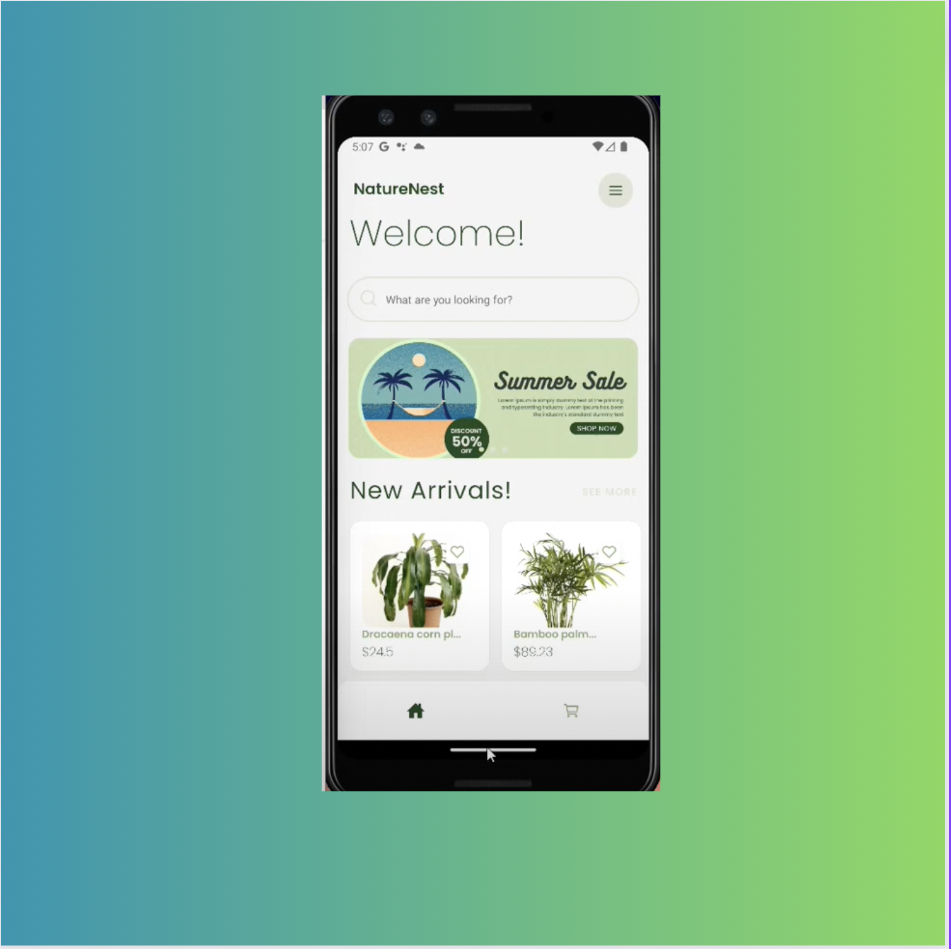 5:07
NatureNest
Welcome!
What are you looking for?
Summer Sale
Lorem Ipsum is simply dummy text of the printing
and typesetting industry. Lorem Ipsum has been
the industry's standard dummy text
SHOP NOW
DISCOUNT
50%
OFF
New Arrivals!
SEE MORE
Dracaena corn pl...
$24.5
Bamboo palm...
$89.23